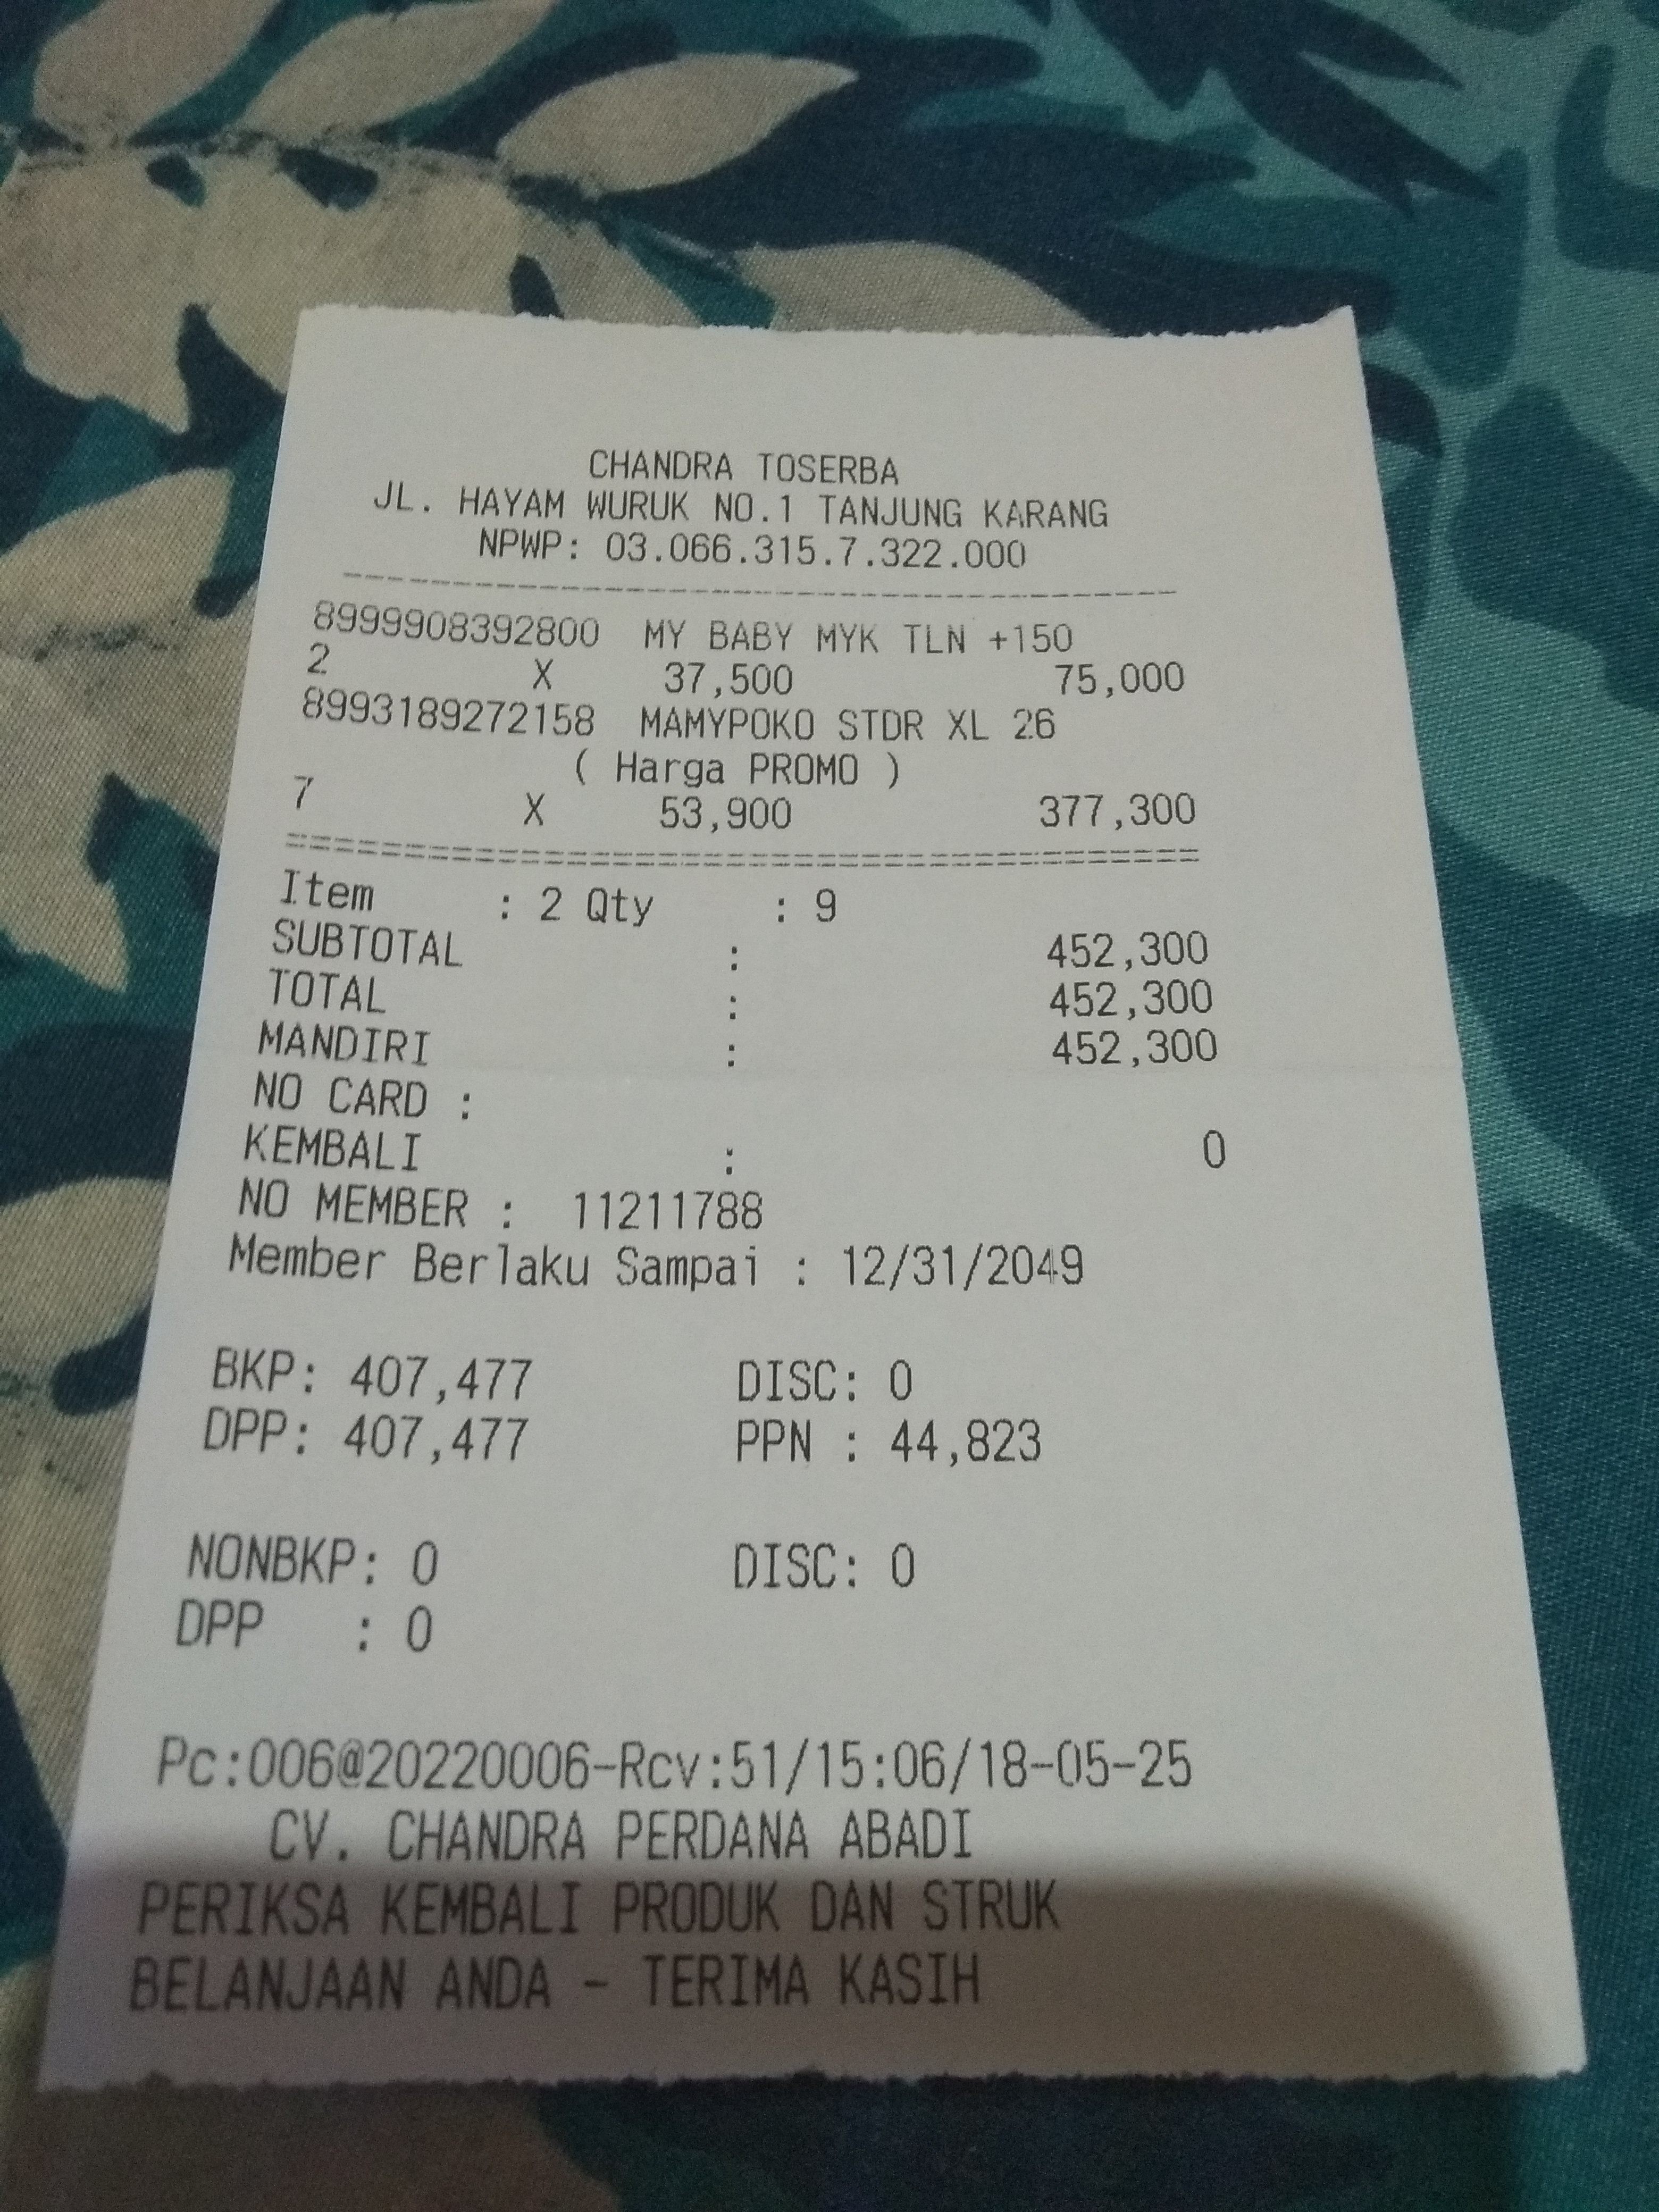 CHANDRA TOSERBA
JL. HAYAM WURUK NO.1 TANJUNG KARANG
NPWP: 03.066.315.7.322.000
8999908392800 MY BABY MYK TLN +150
2 X 37,500 75,000
8993189272158 MAMYPOKO STDR XL 26
( Harga PROMO )
7 X 53,900 377,300
Item : 2 Qty : 9
SUBTOTAL : 452,300
TOTAL : 452,300
MANDIRI : 452,300
NO CARD :
KEMBALI : 0
NO MEMBER : 11211788
Member Berlaku Sampai : 12/31/2049
BKP: 407,477 DISC: 0
DPP: 407,477 PPN : 44,823
NONBKP: 0 DISC: 0
DPP : 0
Pc:006@20220006-Rcv:51/15:06/18-05-25
CV. CHANDRA PERDANA ABADI
PERIKSA KEMBALI PRODUK DAN STRUK
BELANJAAN ANDA - TERIMA KASIH